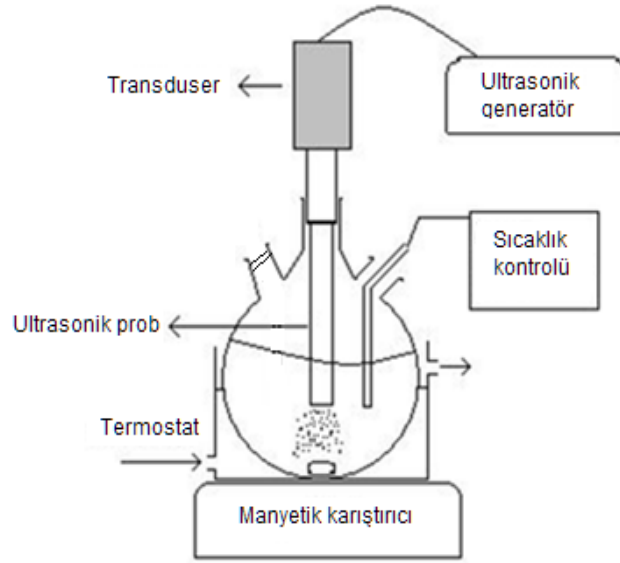 Transduser
Ultrasonik
generatör
Sıcaklık
kontrolü
Ultrasonik prob
Termostat
Manyetik karıştırıcı